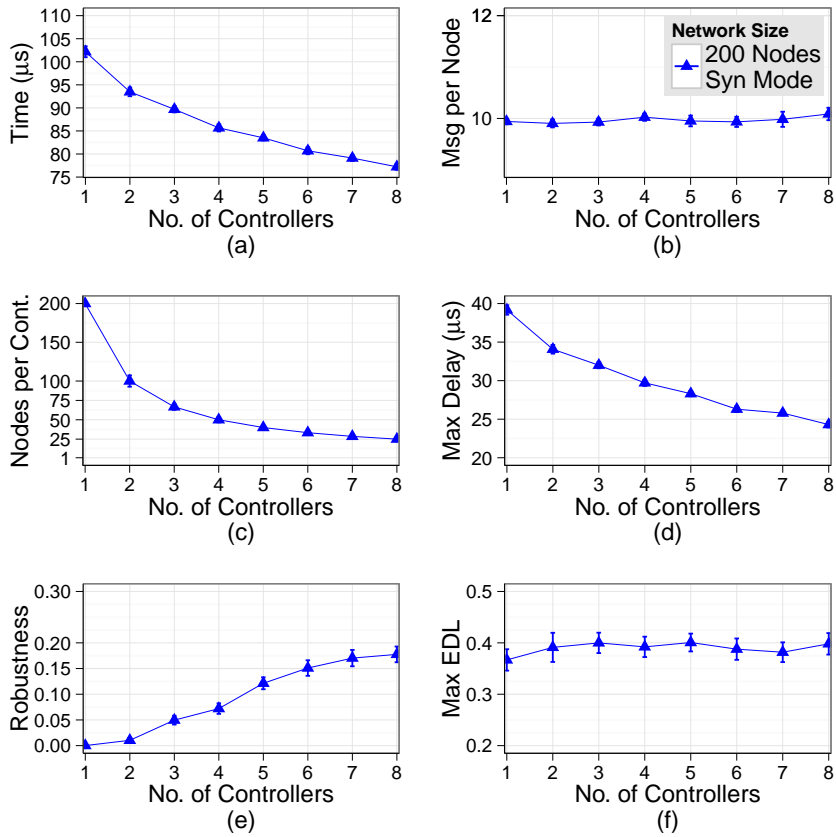 110
105
100
95
90
85
80
75
Time (μs)
1 2 3 4 5 6 7 8
No. of Controllers
(a)
12
10
Msg per Node
Network Size
200 Nodes
Syn Mode
1 2 3 4 5 6 7 8
No. of Controllers
(b)
200
150
100
75
50
25
1
Nodes per Cont.
1 2 3 4 5 6 7 8
No. of Controllers
(c)
40
35
30
25
20
Max Delay (μs)
1 2 3 4 5 6 7 8
No. of Controllers
(d)
0.30
0.20
0.15
0.10
0.05
0.00
Robustness
1 2 3 4 5 6 7 8
No. of Controllers
(e)
0.5
0.4
0.3
0.2
Max EDL
1 2 3 4 5 6 7 8
No. of Controllers
(f)